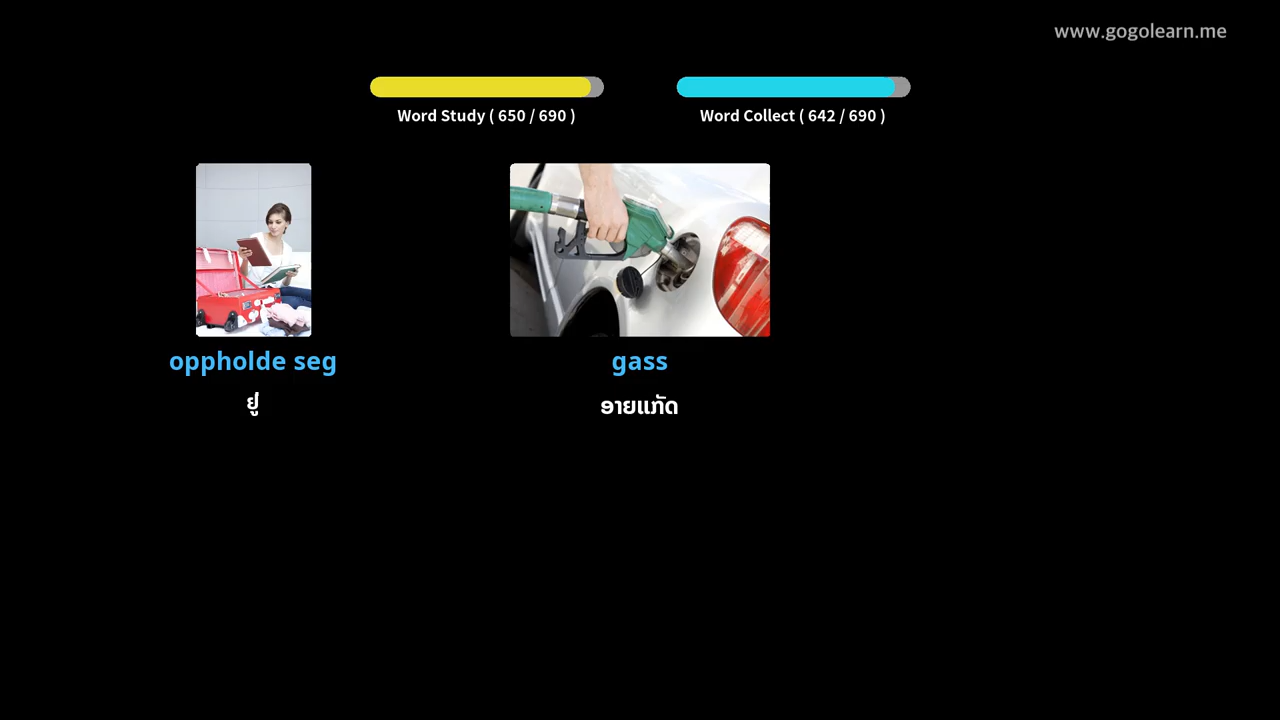 www.gogolearn.me
Word Study ( 650 / 690 )
Word Collect ( 642 / 690 )
oppholde seg
gass
ຢູ່
ອາຍແກັດ